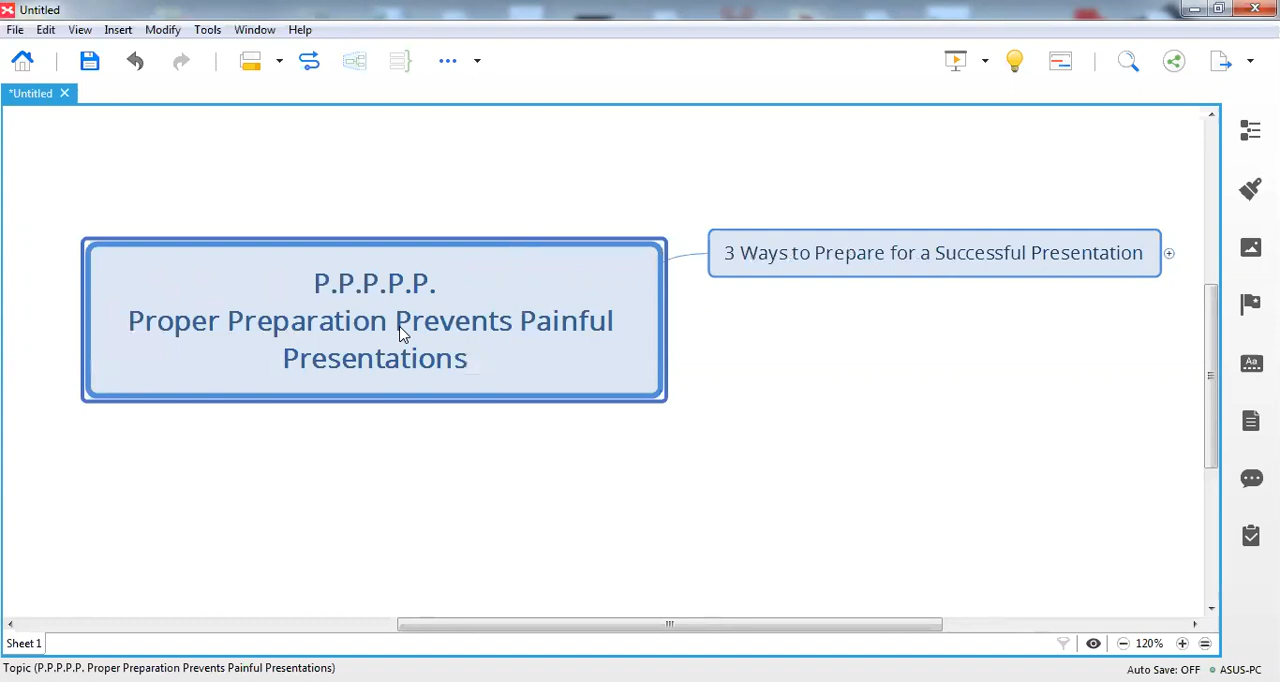 Untitled
File Edit View Insert Modify Tools Window Help
*Untitled
P.P.P.P.P.
Proper Preparation Prevents Painful
Presentations
3 Ways to Prepare for a Successful Presentation
Aa
Sheet 1
120%
Topic (P.P.P.P.P. Proper Preparation Prevents Painful Presentations)
Auto Save: OFF ASUS-PC